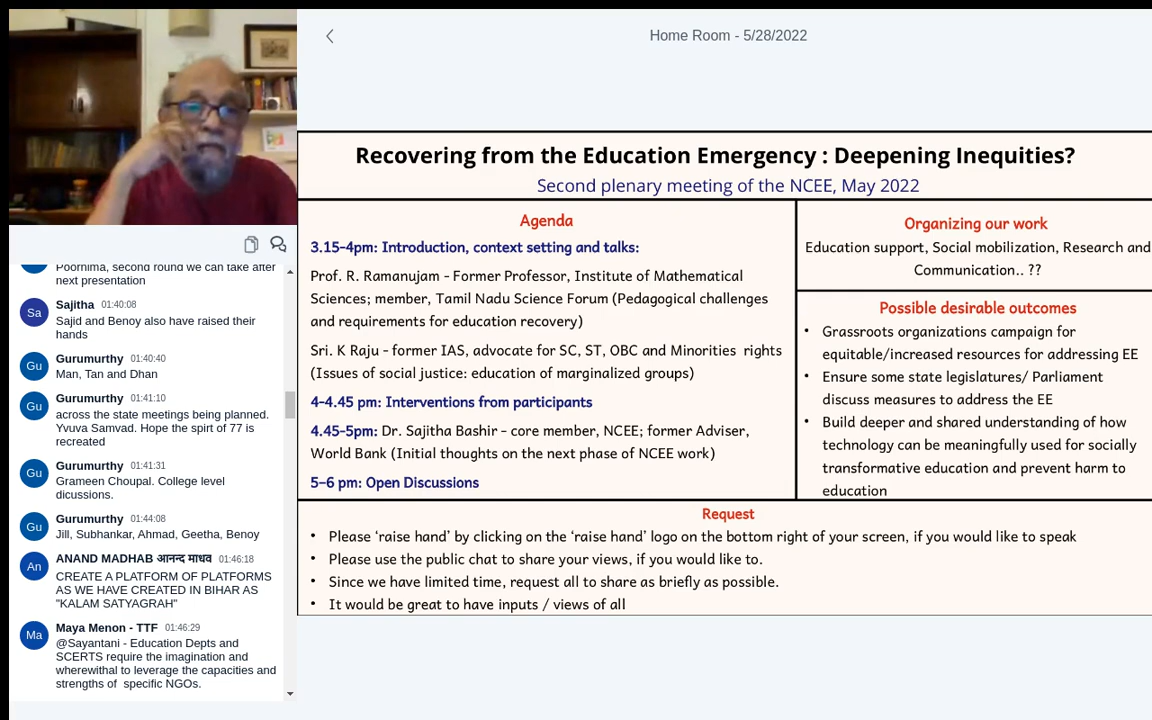 Home Room - 5/28/2022
Poornima, second round we can take after
next presentation
Sa
Sajitha 01:40:08
Sajid and Benoy also have raised their
hands
Gu
Gurumurthy 01:40:40
Man, Tan and Dhan
Gu
Gurumurthy 01:41:10
across the state meetings being planned.
Yvuva Samvad. Hope the spirt of 77 is
recreated
Gu
Gurumurthy 01:41:31
Grameen Choupal. College level
dicussions.
Gu
Gurumurthy 01:44:08
Jill, Subhankar, Ahmad, Geetha, Benoy
An
ANAND MADHAB आनन्द माधव 01:46:18
CREATE A PLATFORM OF PLATFORMS
AS WE HAVE CREATED IN BIHAR AS
"KALAM SATYAGRAH"
Ma
Maya Menon - TTF 01:46:29
@Sayantani - Education Depts and
SCERTS require the imagination and
wherewithal to leverage the capacities and
strengths of  specific NGOs.
Recovering from the Education Emergency : Deepening Inequities?
Second plenary meeting of the NCEE, May 2022
Agenda
3.15-4pm: Introduction, context setting and talks:
Prof. R. Ramanujam - Former Professor, Institute of Mathematical
Sciences; member, Tamil Nadu Science Forum (Pedagogical challenges
and requirements for education recovery)
Sri. K Raju - former IAS, advocate for SC, ST, OBC and Minorities  rights
(Issues of social justice: education of marginalized groups)
4-4.45 pm: Interventions from participants
4.45-5pm: Dr. Sajitha Bashir - core member, NCEE; former Adviser,
World Bank (Initial thoughts on the next phase of NCEE work)
5-6 pm: Open Discussions
Organizing our work
Education support, Social mobilization, Research and
Communication.. ??
Possible desirable outcomes
• Grassroots organizations campaign for
equitable/increased resources for addressing EE
• Ensure some state legislatures/ Parliament
discuss measures to address the EE
• Build deeper and shared understanding of how
technology can be meaningfully used for socially
transformative education and prevent harm to
education
Request
• Please ‘raise hand’ by clicking on the ‘raise hand’ logo on the bottom right of your screen, if you would like to speak
• Please use the public chat to share your views, if you would like to.
• Since we have limited time, request all to share as briefly as possible.
• It would be great to have inputs / views of all